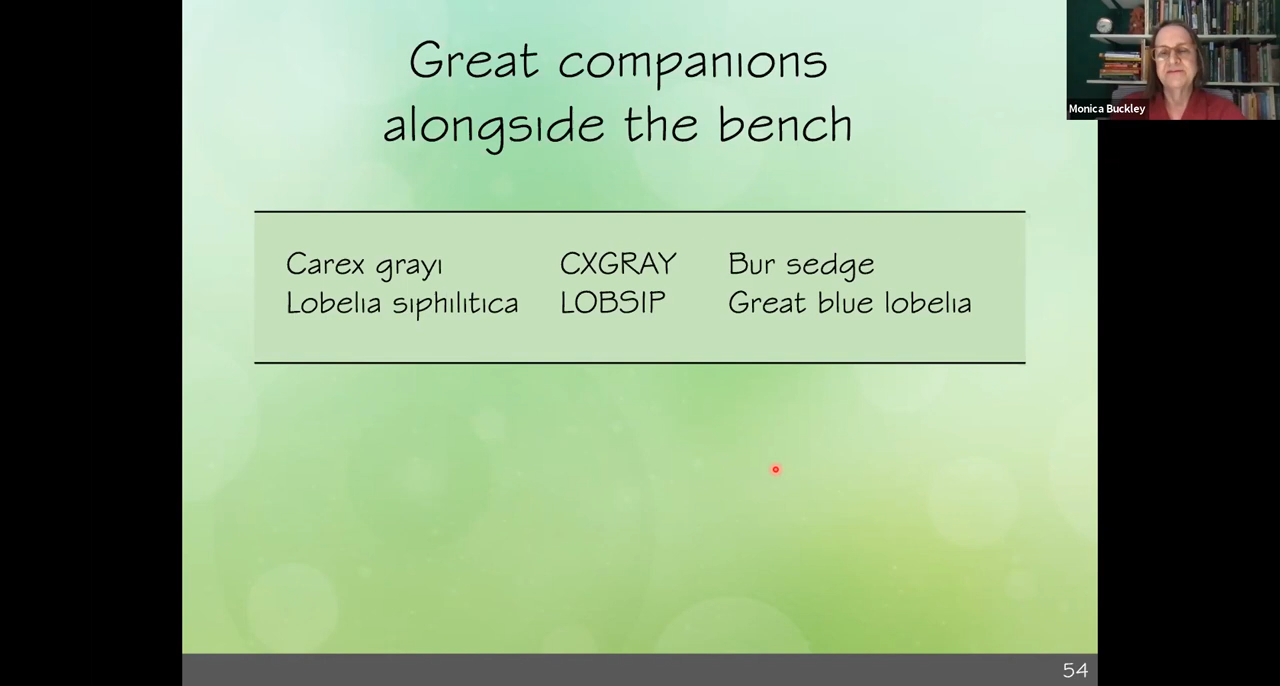 Great companions
alongside the bench
Carex grayi CXGRAY Bur sedge
Lobelia siphilitica LOBSIP Great blue lobelia
Monica Buckley
54